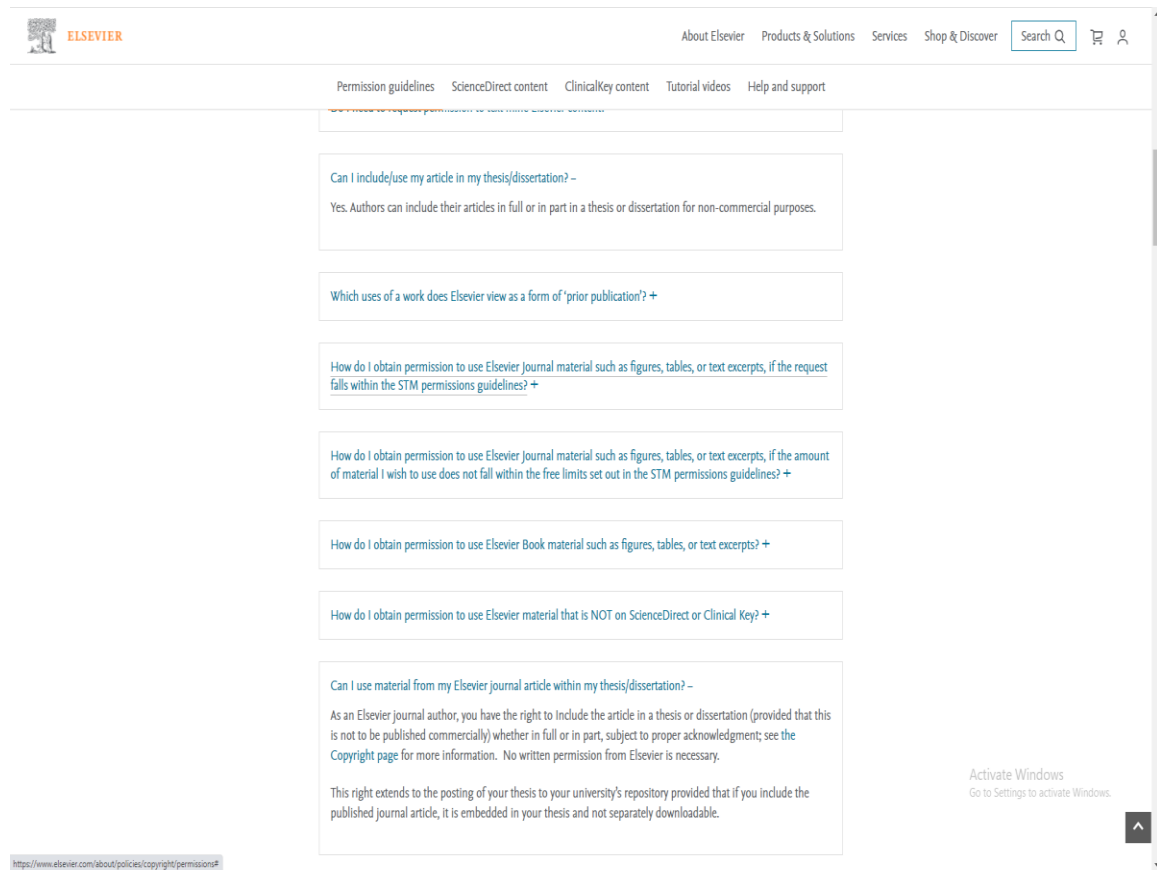 ELSEVIER
About Elsevier Products & Solutions Services Shop & Discover Search
Permission guidelines ScienceDirect content ClinicalKey content Tutorial videos Help and support
Do I need to request permission to text mine Elsevier content?
Can I include/use my article in my thesis/dissertation? –
Yes. Authors can include their articles in full or in part in a thesis or dissertation for non-commercial purposes.
Which uses of a work does Elsevier view as a form of ‘prior publication’? +
How do I obtain permission to use Elsevier Journal material such as figures, tables, or text excerpts, if the request
falls within the STM permissions guidelines? +
How do I obtain permission to use Elsevier Journal material such as figures, tables, or text excerpts, if the amount
of material I wish to use does not fall within the free limits set out in the STM permissions guidelines? +
How do I obtain permission to use Elsevier Book material such as figures, tables, or text excerpts? +
How do I obtain permission to use Elsevier material that is NOT on ScienceDirect or Clinical Key? +
Can I use material from my Elsevier journal article within my thesis/dissertation? –
As an Elsevier journal author, you have the right to Include the article in a thesis or dissertation (provided that this
is not to be published commercially) whether in full or in part, subject to proper acknowledgment; see the
Copyright page for more information. No written permission from Elsevier is necessary.
This right extends to the posting of your thesis to your university’s repository provided that if you include the
published journal article, it is embedded in your thesis and not separately downloadable.
Activate Windows
Go to Settings to activate Windows.
https://www.elsevier.com/about/policies/copyright/permissions#